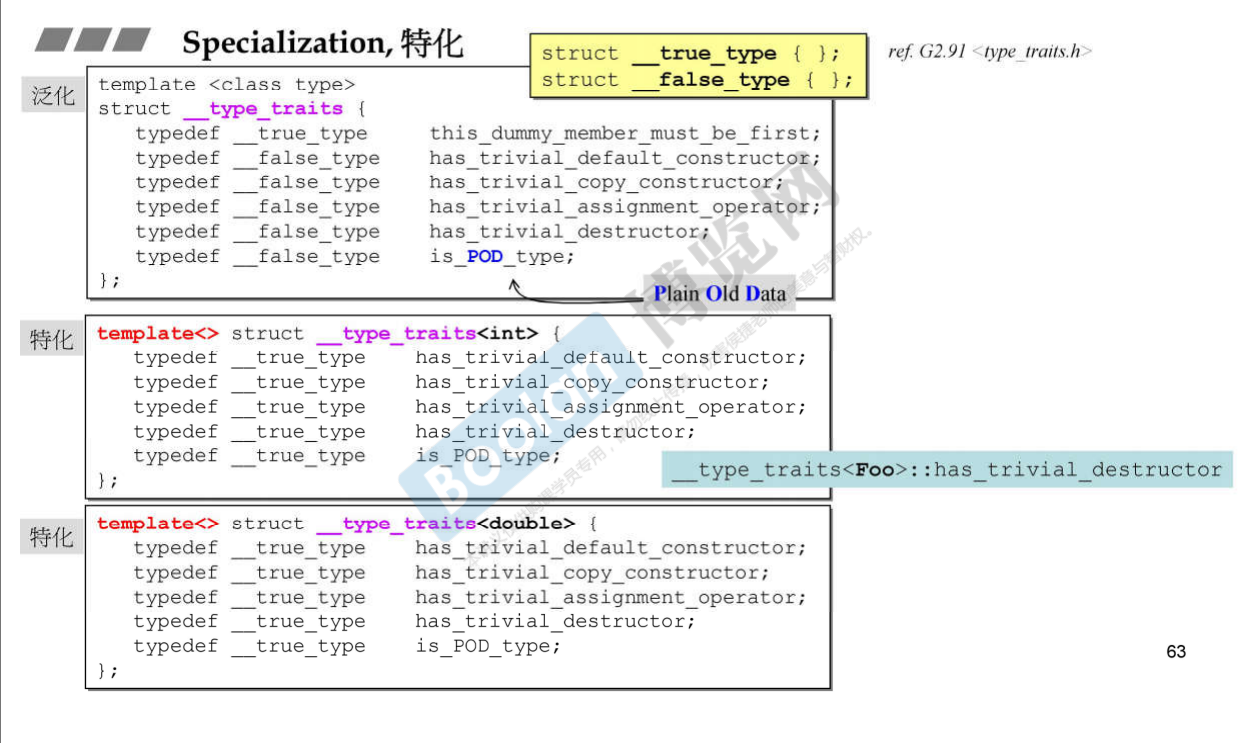 Specialization, 特化
struct __true_type { };
struct __false_type { };
ref. G2.91 <type_traits.h>
泛化
template <class type>
struct __type_traits {
typedef __true_type this_dummy_member_must_be_first;
typedef __false_type has_trivial_default_constructor;
typedef __false_type has_trivial_copy_constructor;
typedef __false_type has_trivial_assignment_operator;
typedef __false_type has_trivial_destructor;
typedef __false_type is_POD_type;
};
Plain Old Data
特化
template<> struct __type_traits<int> {
typedef __true_type has_trivial_default_constructor;
typedef __true_type has_trivial_copy_constructor;
typedef __true_type has_trivial_assignment_operator;
typedef __true_type has_trivial_destructor;
typedef __true_type is_POD_type;
};
__type_traits<Foo>::has_trivial_destructor
特化
template<> struct __type_traits<double> {
typedef __true_type has_trivial_default_constructor;
typedef __true_type has_trivial_copy_constructor;
typedef __true_type has_trivial_assignment_operator;
typedef __true_type has_trivial_destructor;
typedef __true_type is_POD_type;
};
63
Boolan 博览网